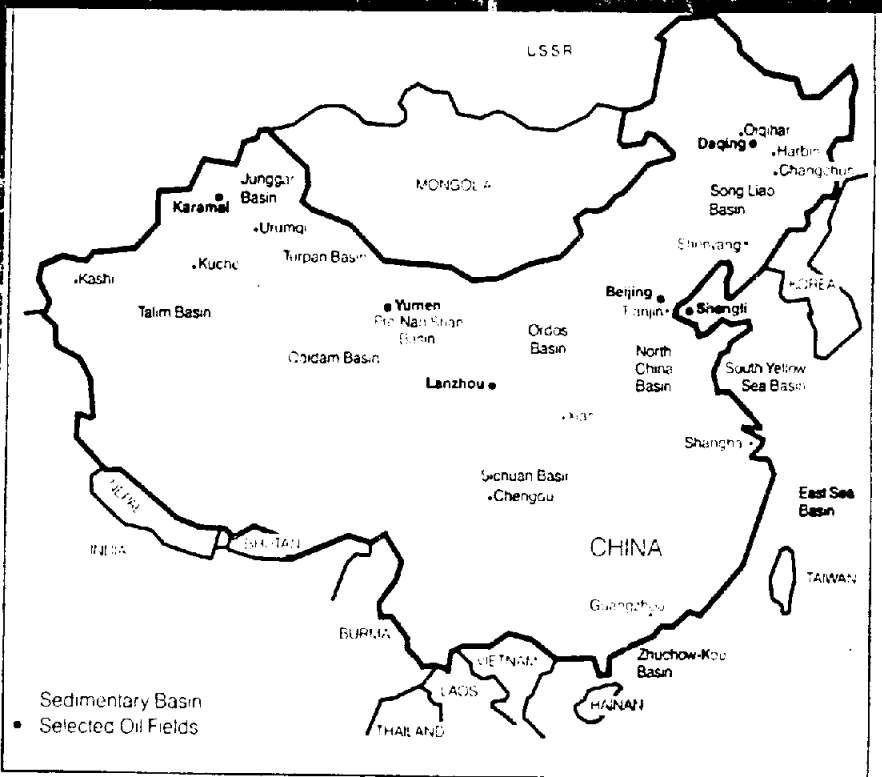 USSR
Qiqihar
Daqing
Harbin
Changchun
Junggar
Basin
MONGOLIA
Karamai
Song Liao
Basin
Urumqi
Turpan Basin
Shenyang
Kuche
Kashi
KOREA
Beijing
Tianjin
Shengli
Talim Basin
Yumen
Pre Nan Shan
Basin
Ordos
Basin
Qaidam Basin
North
China
Basin
South Yellow
Sea Basin
Lanzhou
Xian
Shanghai
Sichuan Basin
Chengdu
NEPAL
East Sea
Basin
INDIA
BHUTAN
CHINA
TAIWAN
Guangzhou
BURMA
VIETNAM
Zhuchow-Kou
Basin
LAOS
HAINAN
Sedimentary Basin
Selected Oil Fields
THAILAND